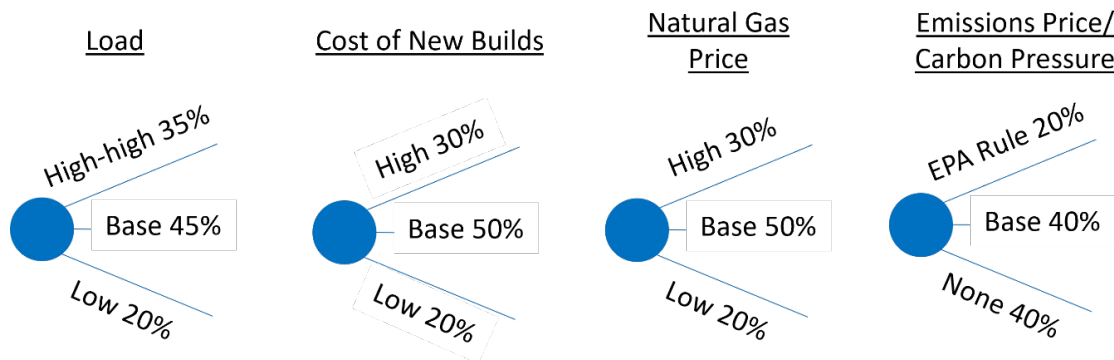 Load
Cost of New Builds
Natural Gas
Price
Emissions Price/
Carbon Pressure
High-high 35%
Base 45%
Low 20%
High 30%
Base 50%
Low 20%
High 30%
Base 50%
Low 20%
EPA Rule 20%
Base 40%
None 40%